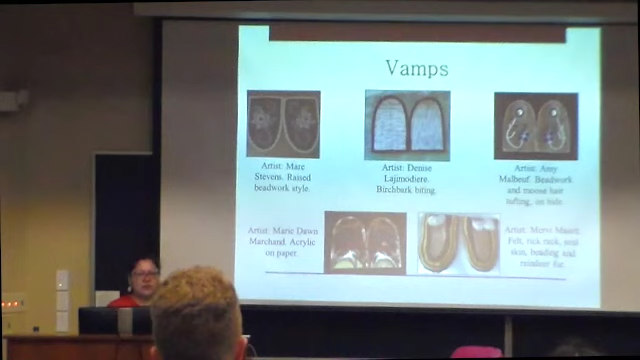 Vamps
Artist: Marc
Stevens. Raised
beadwork style.
Artist: Denise
Lajimodiere.
Birchbark biting.
Artist: Amy
Malbeuf. Beadwork
and moose hair
tufting, on hide.
Artist: Marie Dawn
Marchand. Acrylic
on paper.
Artist: Mervi
Felt, rick rack, seal
skin, beading and
reindeer fur.